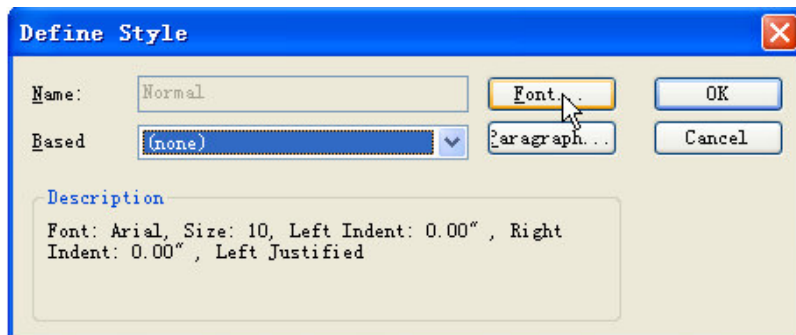 Define Style
Name: Normal Font... OK
Based (none) Paragraph... Cancel
Description
Font: Arial, Size: 10, Left Indent: 0.00″ , Right
Indent: 0.00″ , Left Justified